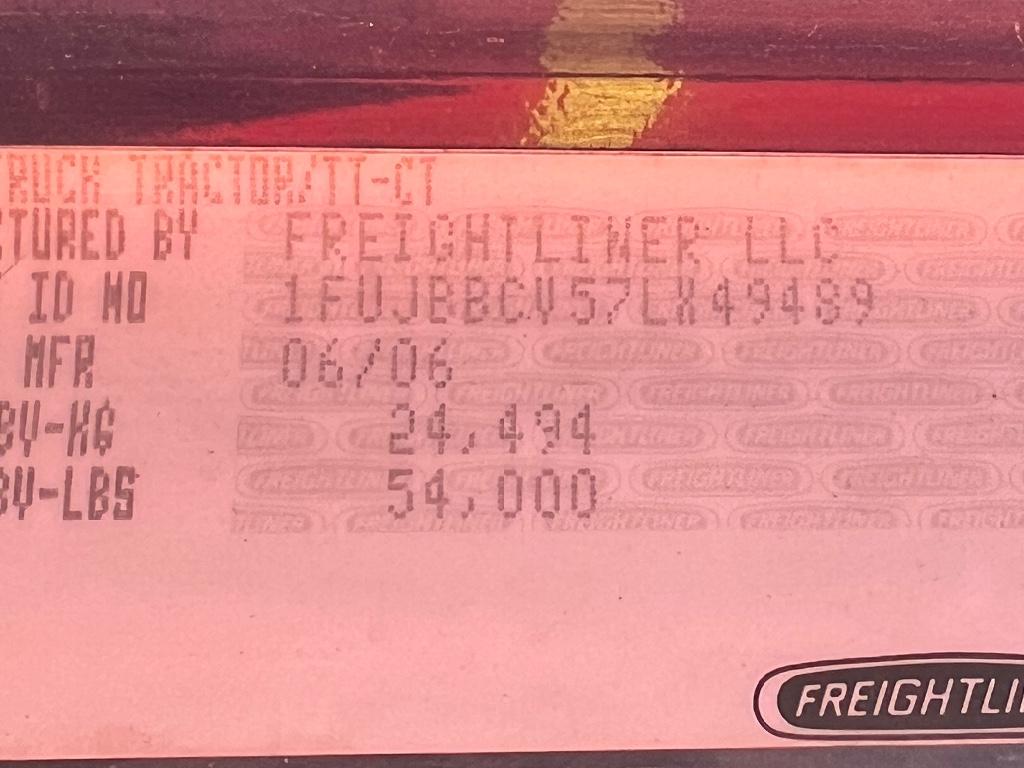 TRUCK TRACTOR/TT-CT
CTURED BY FREIGHTLINER LLC
ID NO 1FUJBBCV57LX49489
MFR 06/06
BV-KG 24,494
BV-LBS 54,000
FREIGHTLI